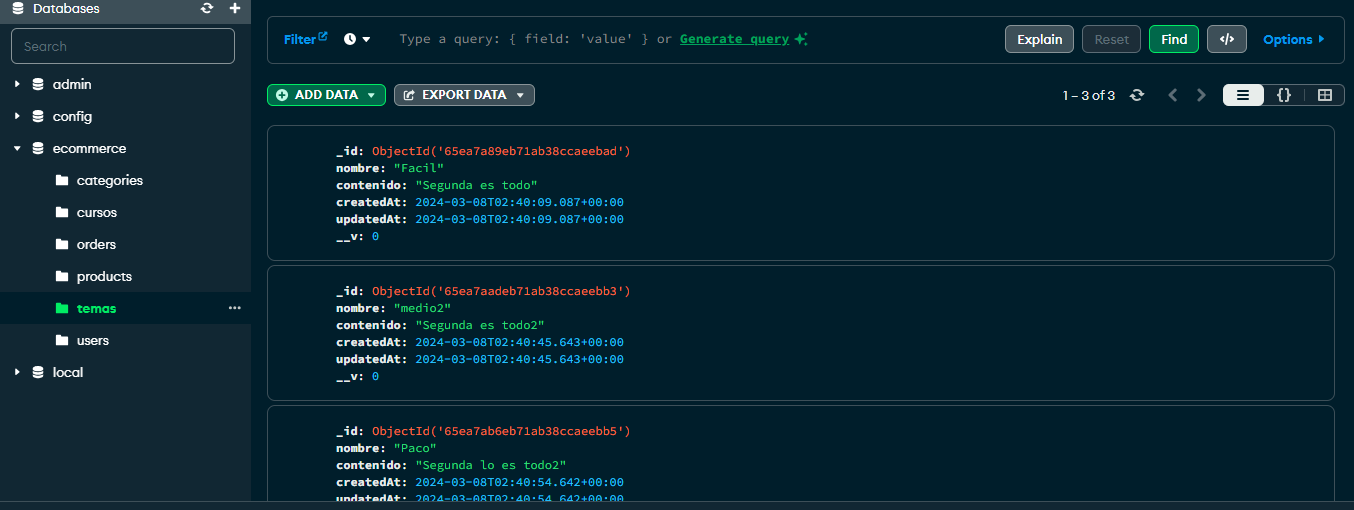 Databases
Search
admin
config
ecommerce
categories
cursos
orders
products
temas
users
local
Filter
Type a query: { field: 'value' } or Generate query
Explain
Reset
Find
</>
Options
ADD DATA
EXPORT DATA
1 – 3 of 3
{}
_id: ObjectId('65ea7a89eb71ab38ccaeebad')
nombre: "Facil"
contenido: "Segunda es todo"
createdAt: 2024-03-08T02:40:09.087+00:00
updatedAt: 2024-03-08T02:40:09.087+00:00
__v: 0
_id: ObjectId('65ea7aadeb71ab38ccaeebb3')
nombre: "medio2"
contenido: "Segunda es todo2"
createdAt: 2024-03-08T02:40:45.643+00:00
updatedAt: 2024-03-08T02:40:45.643+00:00
__v: 0
_id: ObjectId('65ea7ab6eb71ab38ccaeebb5')
nombre: "Paco"
contenido: "Segunda lo es todo2"
createdAt: 2024-03-08T02:40:54.642+00:00
updatedAt: 2024-03-08T02:40:54.642+00:00